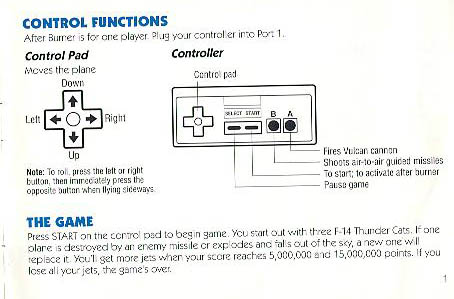 CONTROL FUNCTIONS
After Burner is for one player. Plug your controller into Port 1.
Control Pad
Moves the plane
Down
Left
Right
Up
Note: To roll, press the left or right
button, then immediately press the
opposite button when flying sideways.
Controller
Control pad
SELECT START B A
Fires Vulcan cannon
Shoots air-to-air guided missiles
To start; to activate after burner
Pause game
THE GAME
Press START on the control pad to begin game. You start out with three F-14 Thunder Cats. If one
plane is destroyed by an enemy missile or explodes and falls out of the sky, a new one will
replace it. You'll get more jets when your score reaches 5,000,000 and 15,000,000 points. If you
lose all your jets, the game's over.
1